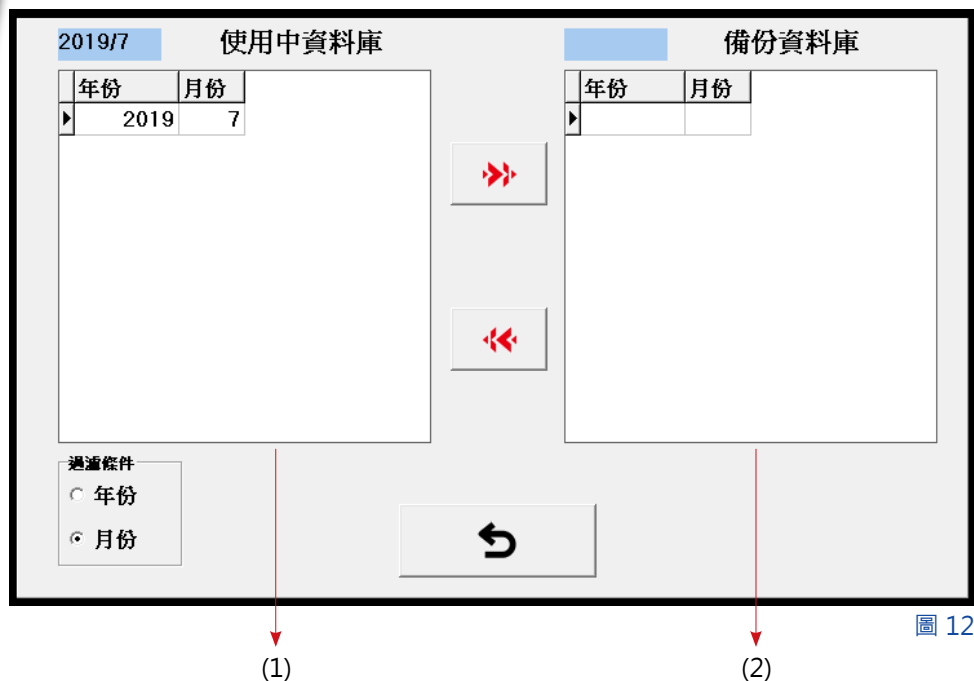 2019/7 使用中資料庫 備份資料庫
年份 月份 年份 月份
2019 7
過濾條件
年份
月份
圖 12
(1) (2)